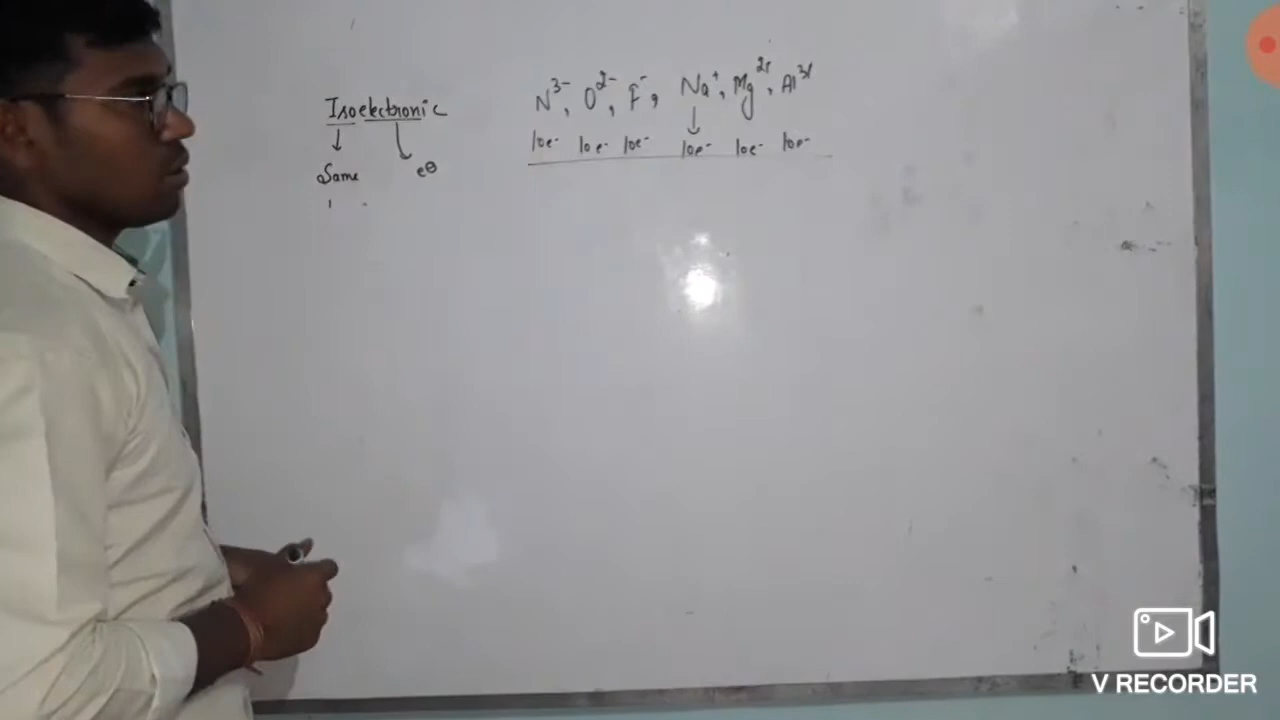 Isoelectronic
Same e⊖
N³⁻, O²⁻, F⁻, Na⁺, Mg²⁺, Al³⁺
10e⁻ 10e⁻ 10e⁻ 10e⁻ 10e⁻ 10e⁻
V RECORDER